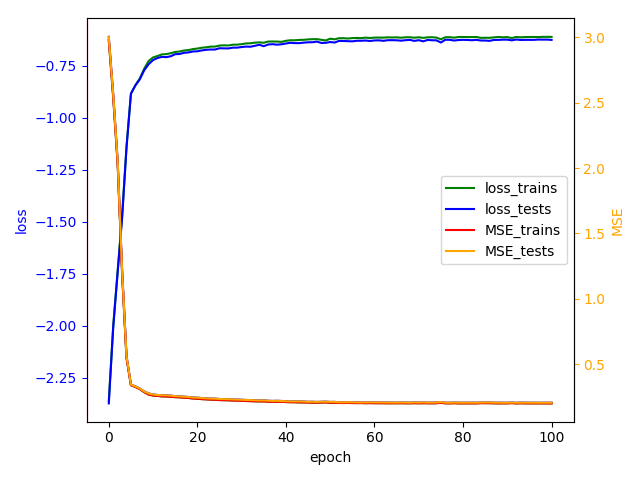 −0.75
−1.00
−1.25
−1.50
−1.75
−2.00
−2.25
loss
3.0
2.5
2.0
1.5
1.0
0.5
MSE
loss_trains
loss_tests
MSE_trains
MSE_tests
0 20 40 60 80 100
epoch